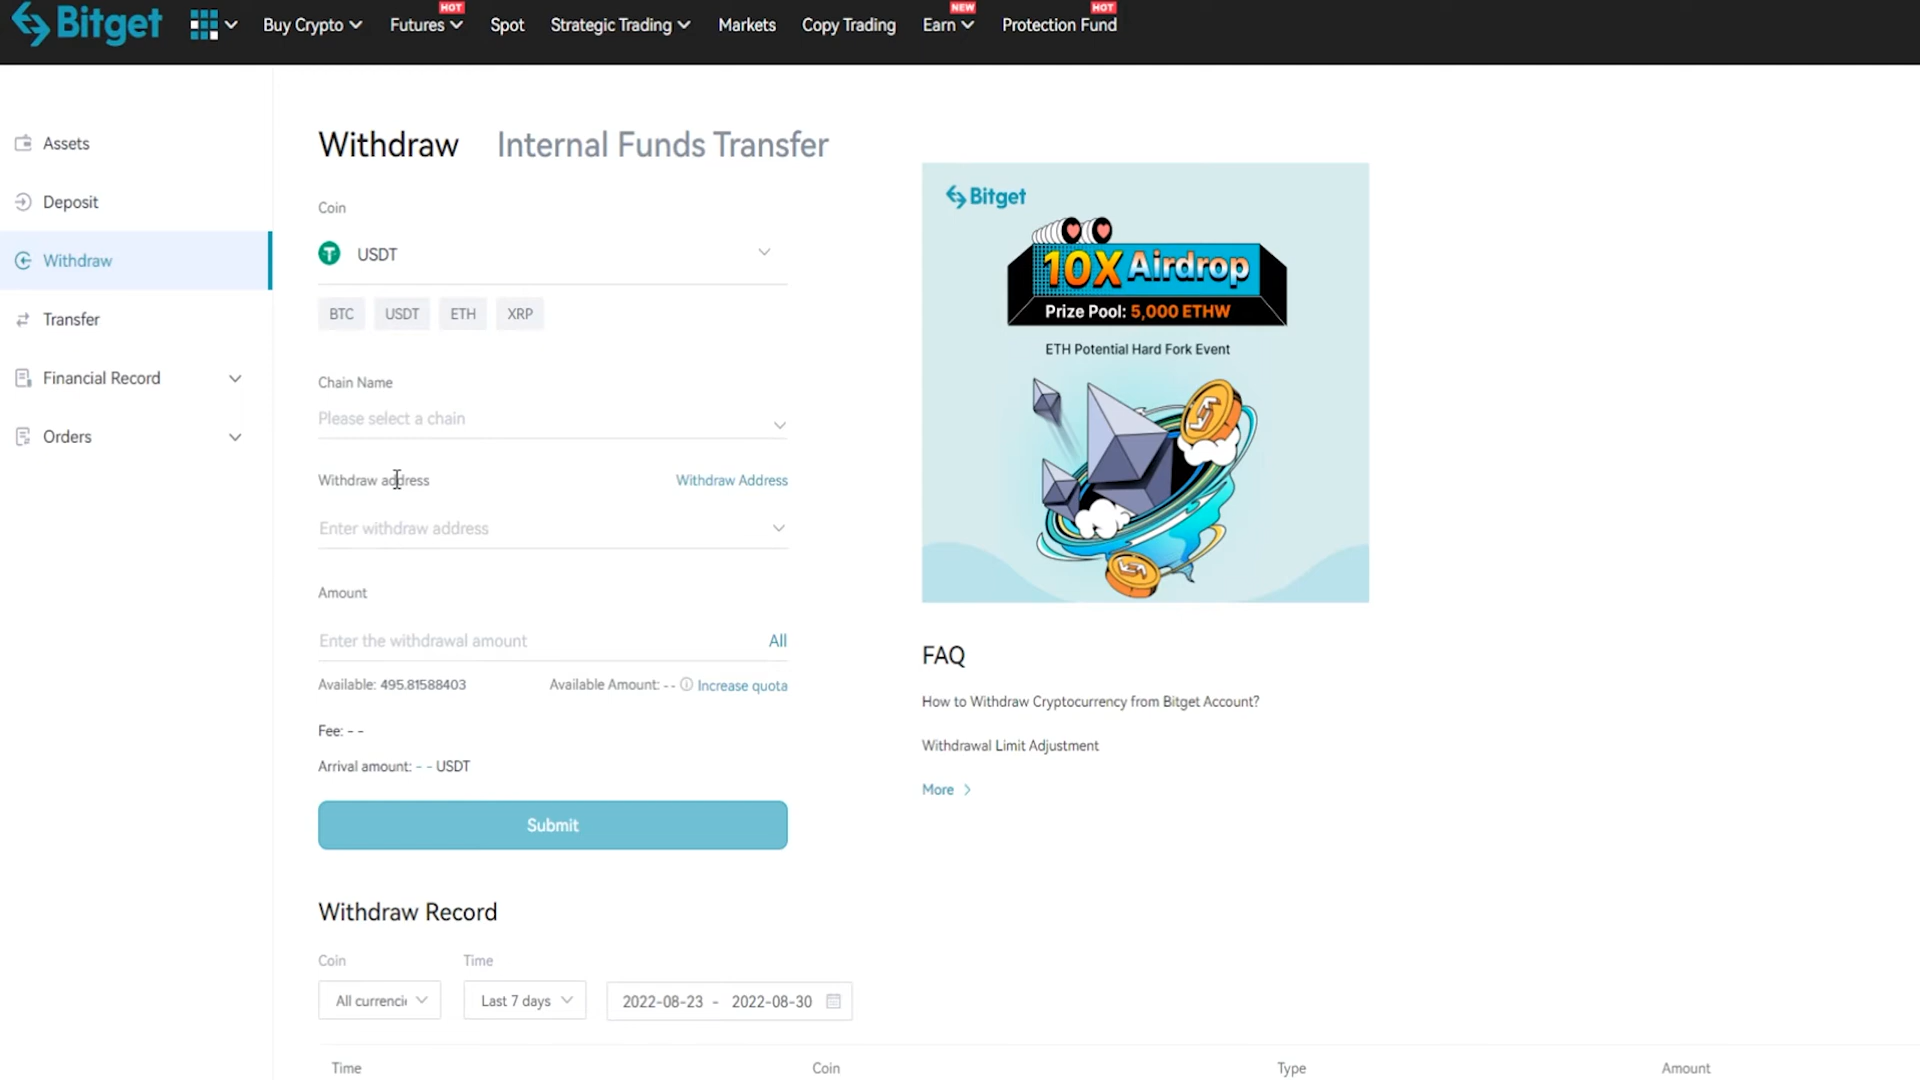 Bitget
Buy Crypto
Futures
HOT
Spot
Strategic Trading
Markets
Copy Trading
Earn
NEW
Protection Fund
HOT
Assets
Deposit
Withdraw
Transfer
Financial Record
Orders
Withdraw Internal Funds Transfer
Coin
USDT
BTC USDT ETH XRP
Chain Name
Please select a chain
Withdraw address Withdraw Address
Enter withdraw address
Amount
Enter the withdrawal amount All
Available: 495.81588403 Available Amount: - - Increase quota
Fee: - -
Arrival amount: - - USDT
Submit
Bitget
10X Airdrop
Prize Pool: 5,000 ETHW
ETH Potential Hard Fork Event
FAQ
How to Withdraw Cryptocurrency from Bitget Account?
Withdrawal Limit Adjustment
More
Withdraw Record
Coin Time
All currenci Last 7 days 2022-08-23 - 2022-08-30
Time Coin Type Amount